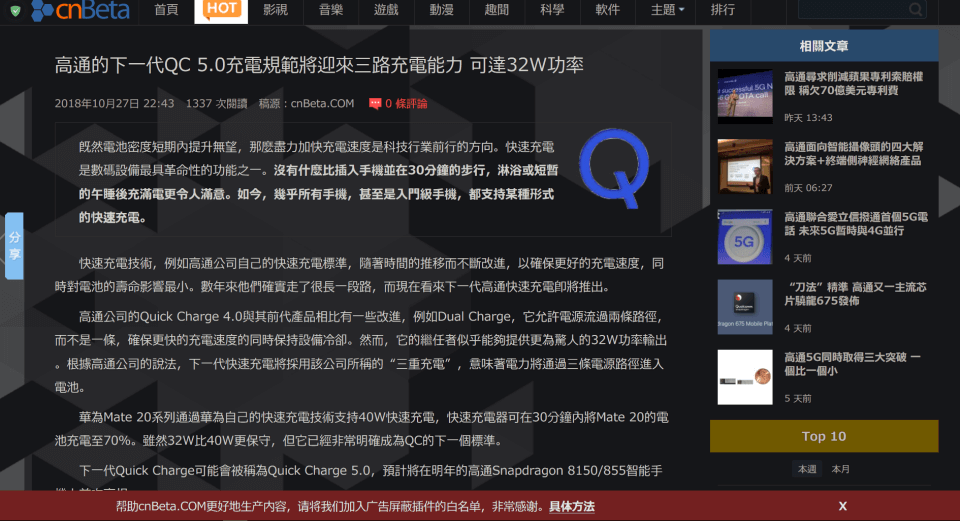 cnBeta
首頁
HOT
影視
音樂
遊戲
動漫
趣聞
科學
軟件
主題
排行
高通的下一代QC 5.0充電規範將迎來三路充電能力 可達32W功率
2018年10月27日 22:43 1337 次閱讀 稿源：cnBeta.COM 0 條評論
既然電池密度短期內提升無望，那麽盡力加快充電速度是科技行業前行的方向。快速充電
是數碼設備最具革命性的功能之一。沒有什麽比插入手機並在30分鐘的步行，淋浴或短暫
的午睡後充滿電更令人滿意。如今，幾乎所有手機，甚至是入門級手機，都支持某種形式
的快速充電。
快速充電技術，例如高通公司自己的快速充電標準，隨著時間的推移而不斷改進，以確保更好的充電速度，同
時對電池的壽命影響最小。數年來他們確實走了很長一段路，而現在看來下一代高通快速充電即將推出。
高通公司的Quick Charge 4.0與其前代產品相比有一些改進，例如Dual Charge，它允許電源流過兩條路徑，
而不是一條，確保更快的充電速度的同時保持設備冷卻。然而，它的繼任者似乎能夠提供更為驚人的32W功率輸出
。根據高通公司的說法，下一代快速充電將採用該公司所稱的“三重充電”，意味著電力將通過三條電源路徑進入
電池。
華為Mate 20系列通過華為自己的快速充電技術支持40W快速充電，快速充電器可在30分鐘內將Mate 20的電
池充電至70%。雖然32W比40W更保守，但它已經非常明確成為QC的下一個標準。
下一代Quick Charge可能會被稱為Quick Charge 5.0，預計將在明年的高通Snapdragon 8150/855智能手
分享
相關文章
高通尋求削減蘋果專利索賠權
限 稱欠70億美元專利費
昨天 13:43
高通面向智能攝像頭的四大解
決方案+終端側神經網絡產品
前天 06:27
5G
高通聯合愛立信撥通首個5G電
話 未來5G暫時與4G並行
4 天前
“刀法”精準 高通又一主流芯
片驍龍675發佈
4 天前
高通5G同時取得三大突破 一
個比一個小
5 天前
Top 10
本週
本月
帮助cnBeta.COM更好地生产内容，请将我们加入广告屏蔽插件的白名单，非常感谢。具体方法
X